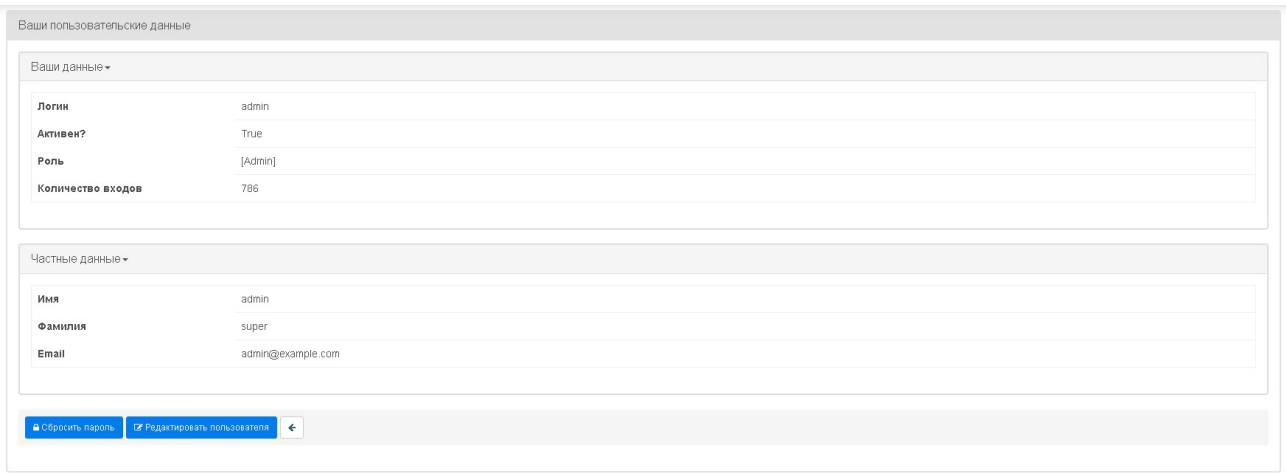 Ваши пользовательские данные
Ваши данные
Логин admin
Активен? True
Роль [Admin]
Количество входов 786
Частные данные
Имя admin
Фамилия super
Email admin@example.com
Сбросить пароль Редактировать пользователя